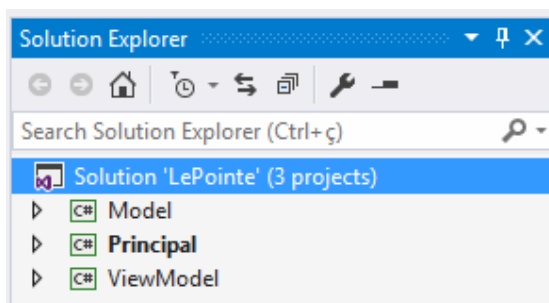 Solution Explorer
Search Solution Explorer (Ctrl+ç)
Solution 'LePointe' (3 projects)
C# Model
C# Principal
C# ViewModel